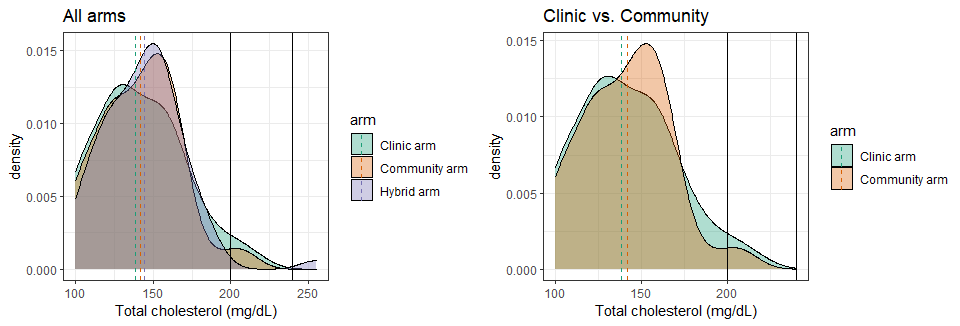 All arms
density
0.015
0.010
0.005
0.000
100
150
200
250
Total cholesterol (mg/dL)
arm
Clinic arm
Community arm
Hybrid arm
Clinic vs. Community
density
0.015
0.010
0.005
0.000
100
150
200
Total cholesterol (mg/dL)
arm
Clinic arm
Community arm